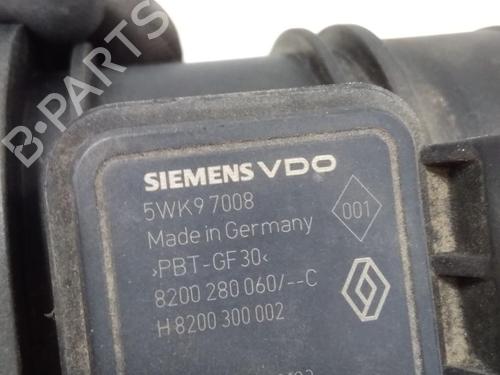 B-PARTS
SIEMENS VDO
5WK9 7008
001
Made in Germany
›PBT-GF30‹
8200 280 060/--C
H 8200 300 002